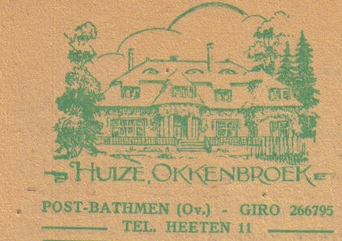 HUIZE, OKKENBROEK
POST-BATHMEN (Ov.) - GIRO 266795
TEL. HEETEN 11